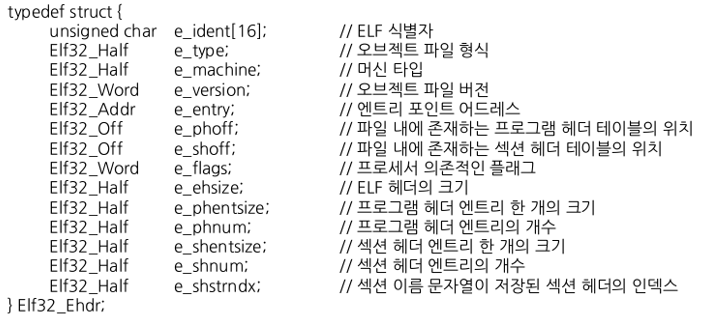 typedef struct {
unsigned char e_ident[16]; // ELF 식별자
Elf32_Half e_type; // 오브젝트 파일 형식
Elf32_Half e_machine; // 머신 타입
Elf32_Word e_version; // 오브젝트 파일 버전
Elf32_Addr e_entry; // 엔트리 포인트 어드레스
Elf32_Off e_phoff; // 파일 내에 존재하는 프로그램 헤더 테이블의 위치
Elf32_Off e_shoff; // 파일 내에 존재하는 섹션 헤더 테이블의 위치
Elf32_Word e_flags; // 프로세서 의존적인 플래그
Elf32_Half e_ehsize; // ELF 헤더의 크기
Elf32_Half e_phentsize; // 프로그램 헤더 엔트리 한 개의 크기
Elf32_Half e_phnum; // 프로그램 헤더 엔트리의 개수
Elf32_Half e_shentsize; // 섹션 헤더 엔트리 한 개의 크기
Elf32_Half e_shnum; // 섹션 헤더 엔트리의 개수
Elf32_Half e_shstrndx; // 섹션 이름 문자열이 저장된 섹션 헤더의 인덱스
} Elf32_Ehdr;